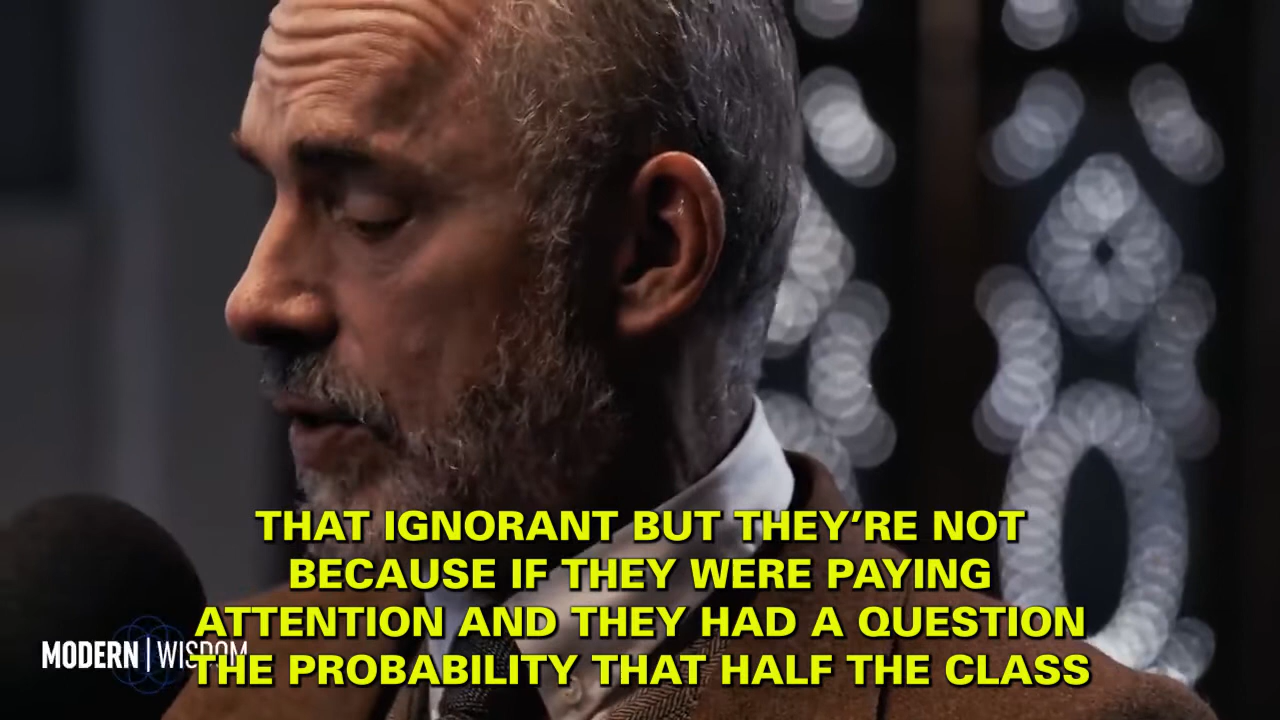 THAT IGNORANT BUT THEY'RE NOT
BECAUSE IF THEY WERE PAYING
ATTENTION AND THEY HAD A QUESTION
MODERN | WISDOM
THE PROBABILITY THAT HALF THE CLASS